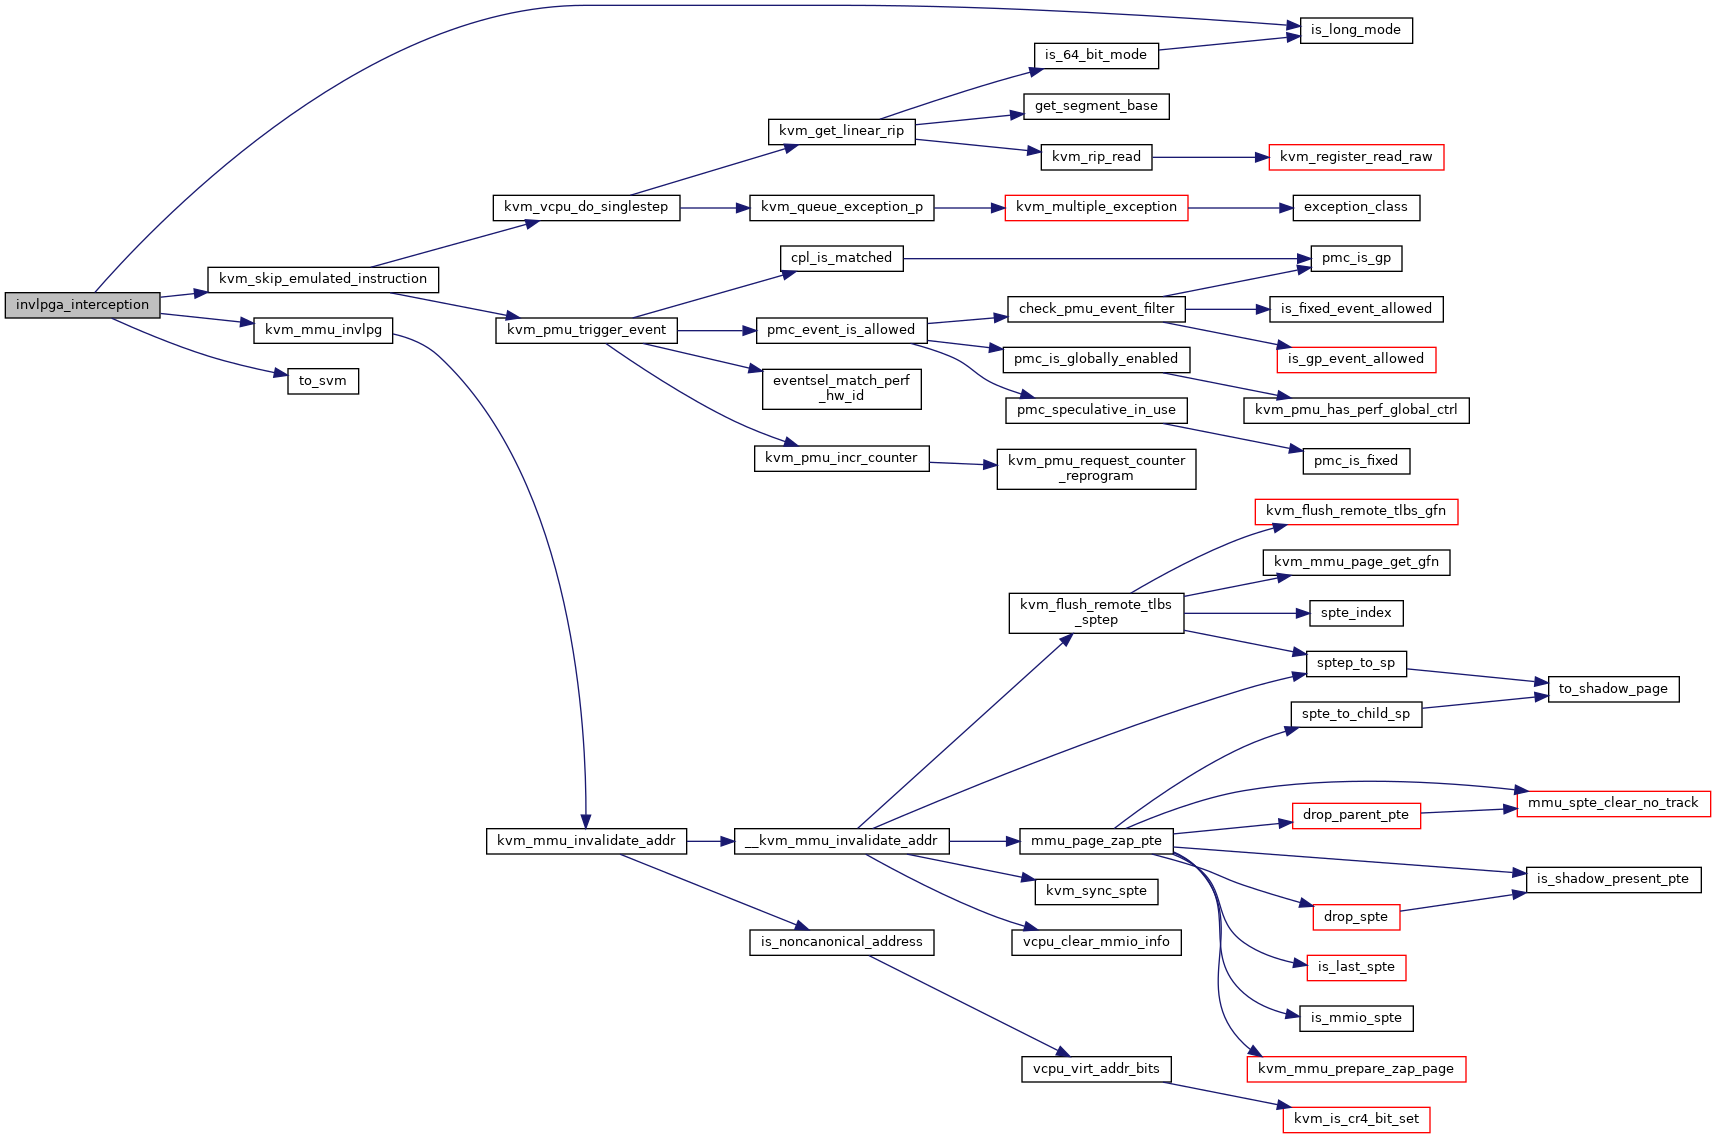 is_long_mode
is_64_bit_mode
get_segment_base
kvm_get_linear_rip
kvm_rip_read
kvm_register_read_raw
kvm_vcpu_do_singlestep
kvm_queue_exception_p
kvm_multiple_exception
exception_class
cpl_is_matched
pmc_is_gp
kvm_skip_emulated_instruction
invlpga_interception
check_pmu_event_filter
is_fixed_event_allowed
kvm_mmu_invlpg
kvm_pmu_trigger_event
pmc_event_is_allowed
pmc_is_globally_enabled
is_gp_event_allowed
to_svm
eventsel_match_perf
_hw_id
pmc_speculative_in_use
kvm_pmu_has_perf_global_ctrl
kvm_pmu_incr_counter
kvm_pmu_request_counter
_reprogram
pmc_is_fixed
kvm_flush_remote_tlbs_gfn
kvm_mmu_page_get_gfn
kvm_flush_remote_tlbs
_sptep
spte_index
sptep_to_sp
to_shadow_page
spte_to_child_sp
mmu_spte_clear_no_track
drop_parent_pte
kvm_mmu_invalidate_addr
__kvm_mmu_invalidate_addr
mmu_page_zap_pte
is_shadow_present_pte
kvm_sync_spte
drop_spte
is_noncanonical_address
vcpu_clear_mmio_info
is_last_spte
is_mmio_spte
vcpu_virt_addr_bits
kvm_mmu_prepare_zap_page
kvm_is_cr4_bit_set